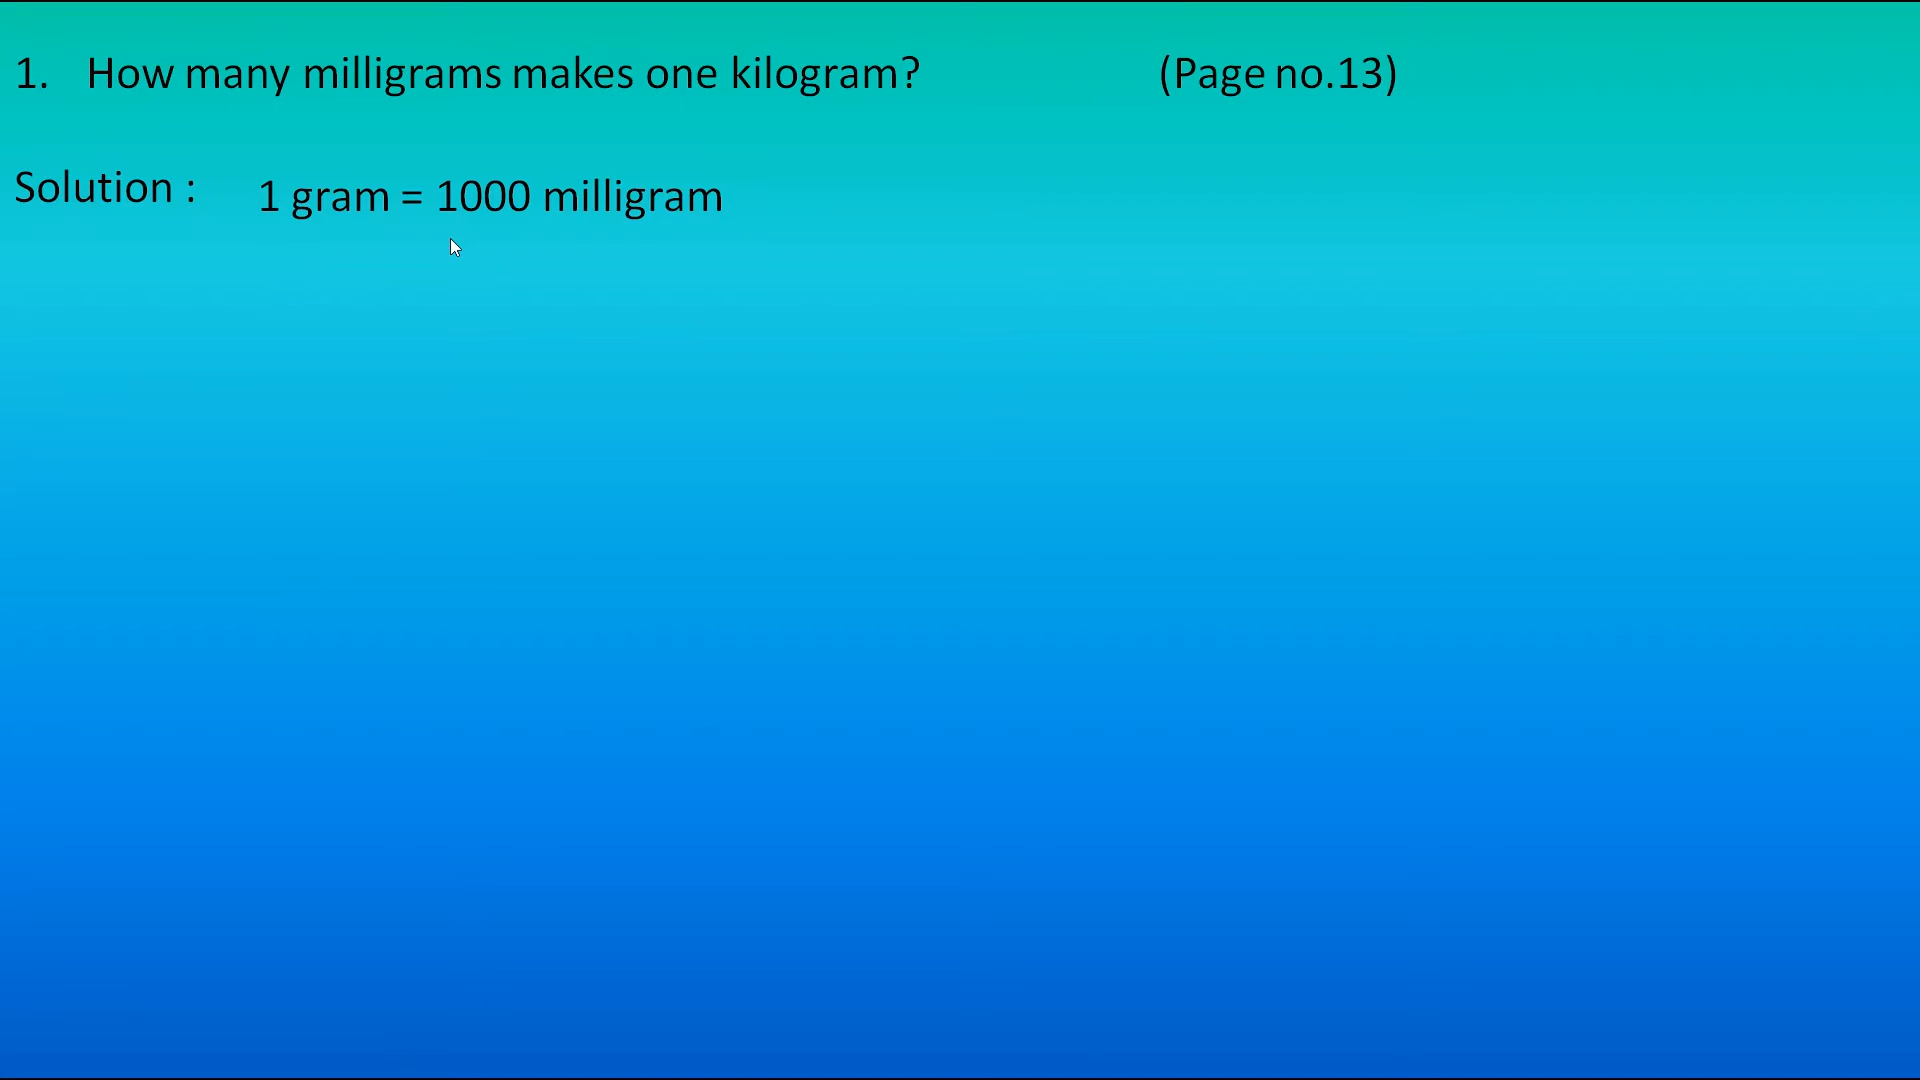 1. How many milligrams makes one kilogram? (Page no.13)
Solution : 1 gram = 1000 milligram